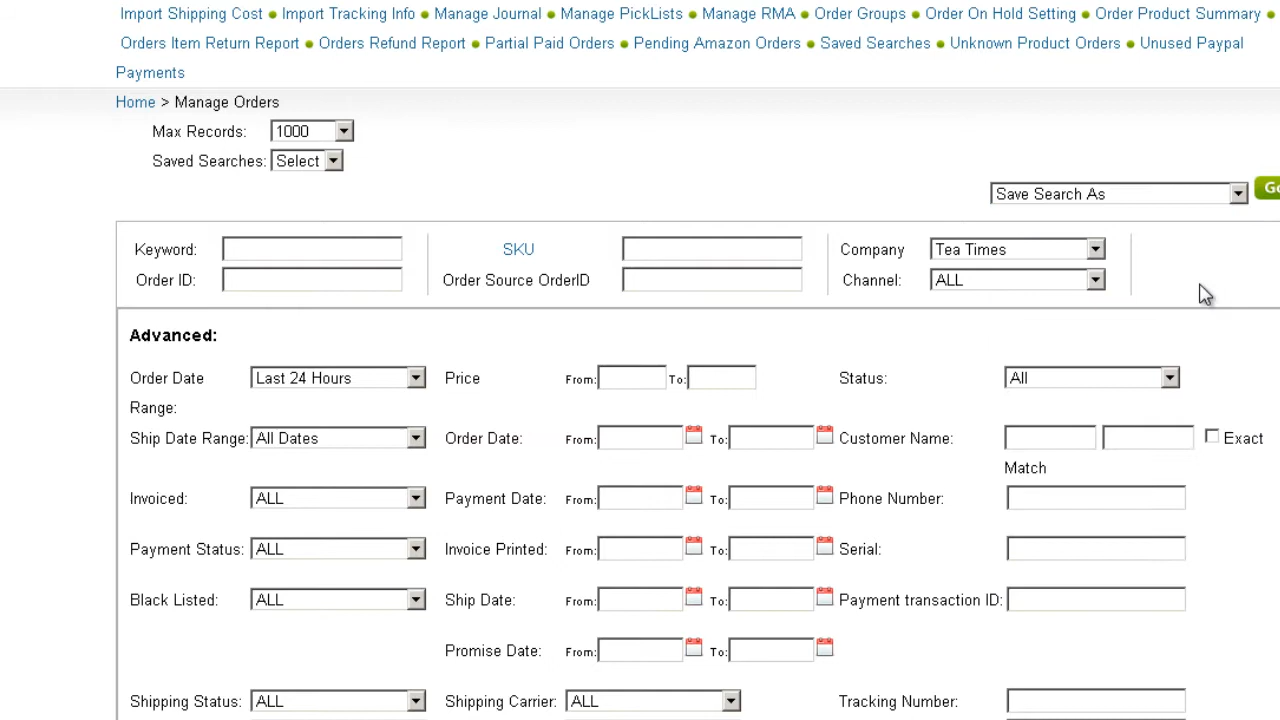 Import Shipping Cost ● Import Tracking Info ● Manage Journal ● Manage PickLists ● Manage RMA ● Order Groups ● Order On Hold Setting ● Order Product Summary ●
Orders Item Return Report ● Orders Refund Report ● Partial Paid Orders ● Pending Amazon Orders ● Saved Searches ● Unknown Product Orders ● Unused Paypal
Payments
Home > Manage Orders
Max Records: 1000
Saved Searches: Select
Save Search As
Keyword: SKU Company Tea Times
Order ID: Order Source OrderID Channel: ALL
Advanced:
Order Date Last 24 Hours Price From: To: Status: All
Range:
Ship Date Range: All Dates Order Date: From: To: Customer Name: Exact
Match
Invoiced: ALL Payment Date: From: To: Phone Number:
Payment Status: ALL Invoice Printed: From: To: Serial:
Black Listed: ALL Ship Date: From: To: Payment transaction ID:
Promise Date: From: To:
Shipping Status: ALL Shipping Carrier: ALL Tracking Number: